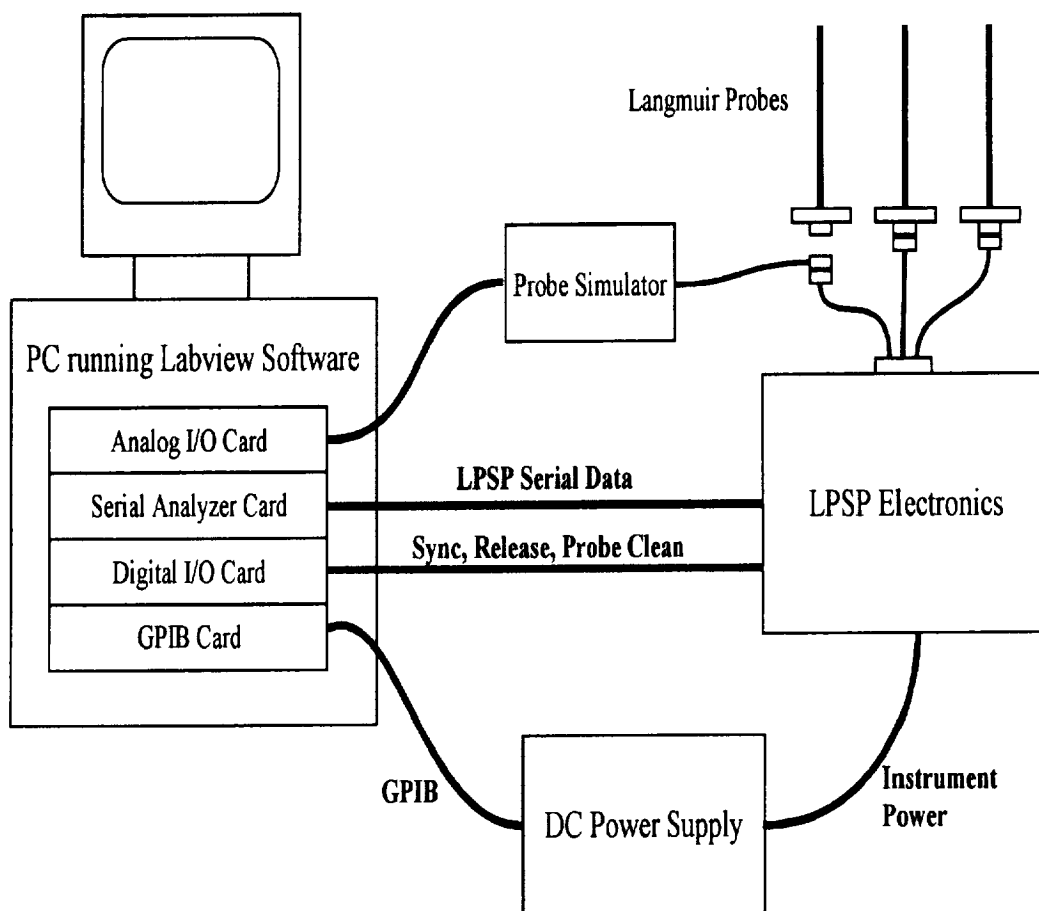 Langmuir Probes
Probe Simulator
PC running Labview Software
Analog I/O Card
Serial Analyzer Card
Digital I/O Card
GPIB Card
LPSP Serial Data
Sync, Release, Probe Clean
LPSP Electronics
GPIB
DC Power Supply
Instrument
Power